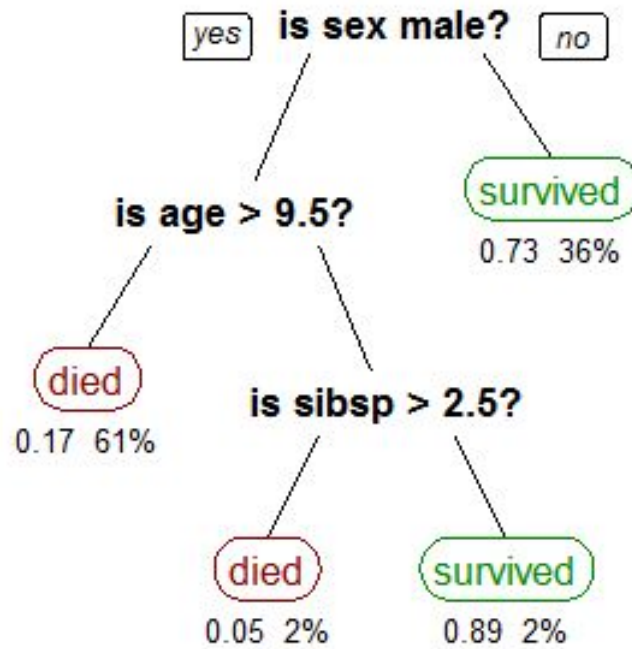 yes is sex male? no
survived
is age > 9.5?
0.73 36%
died
is sibsp > 2.5?
0.17 61%
died survived
0.05 2% 0.89 2%